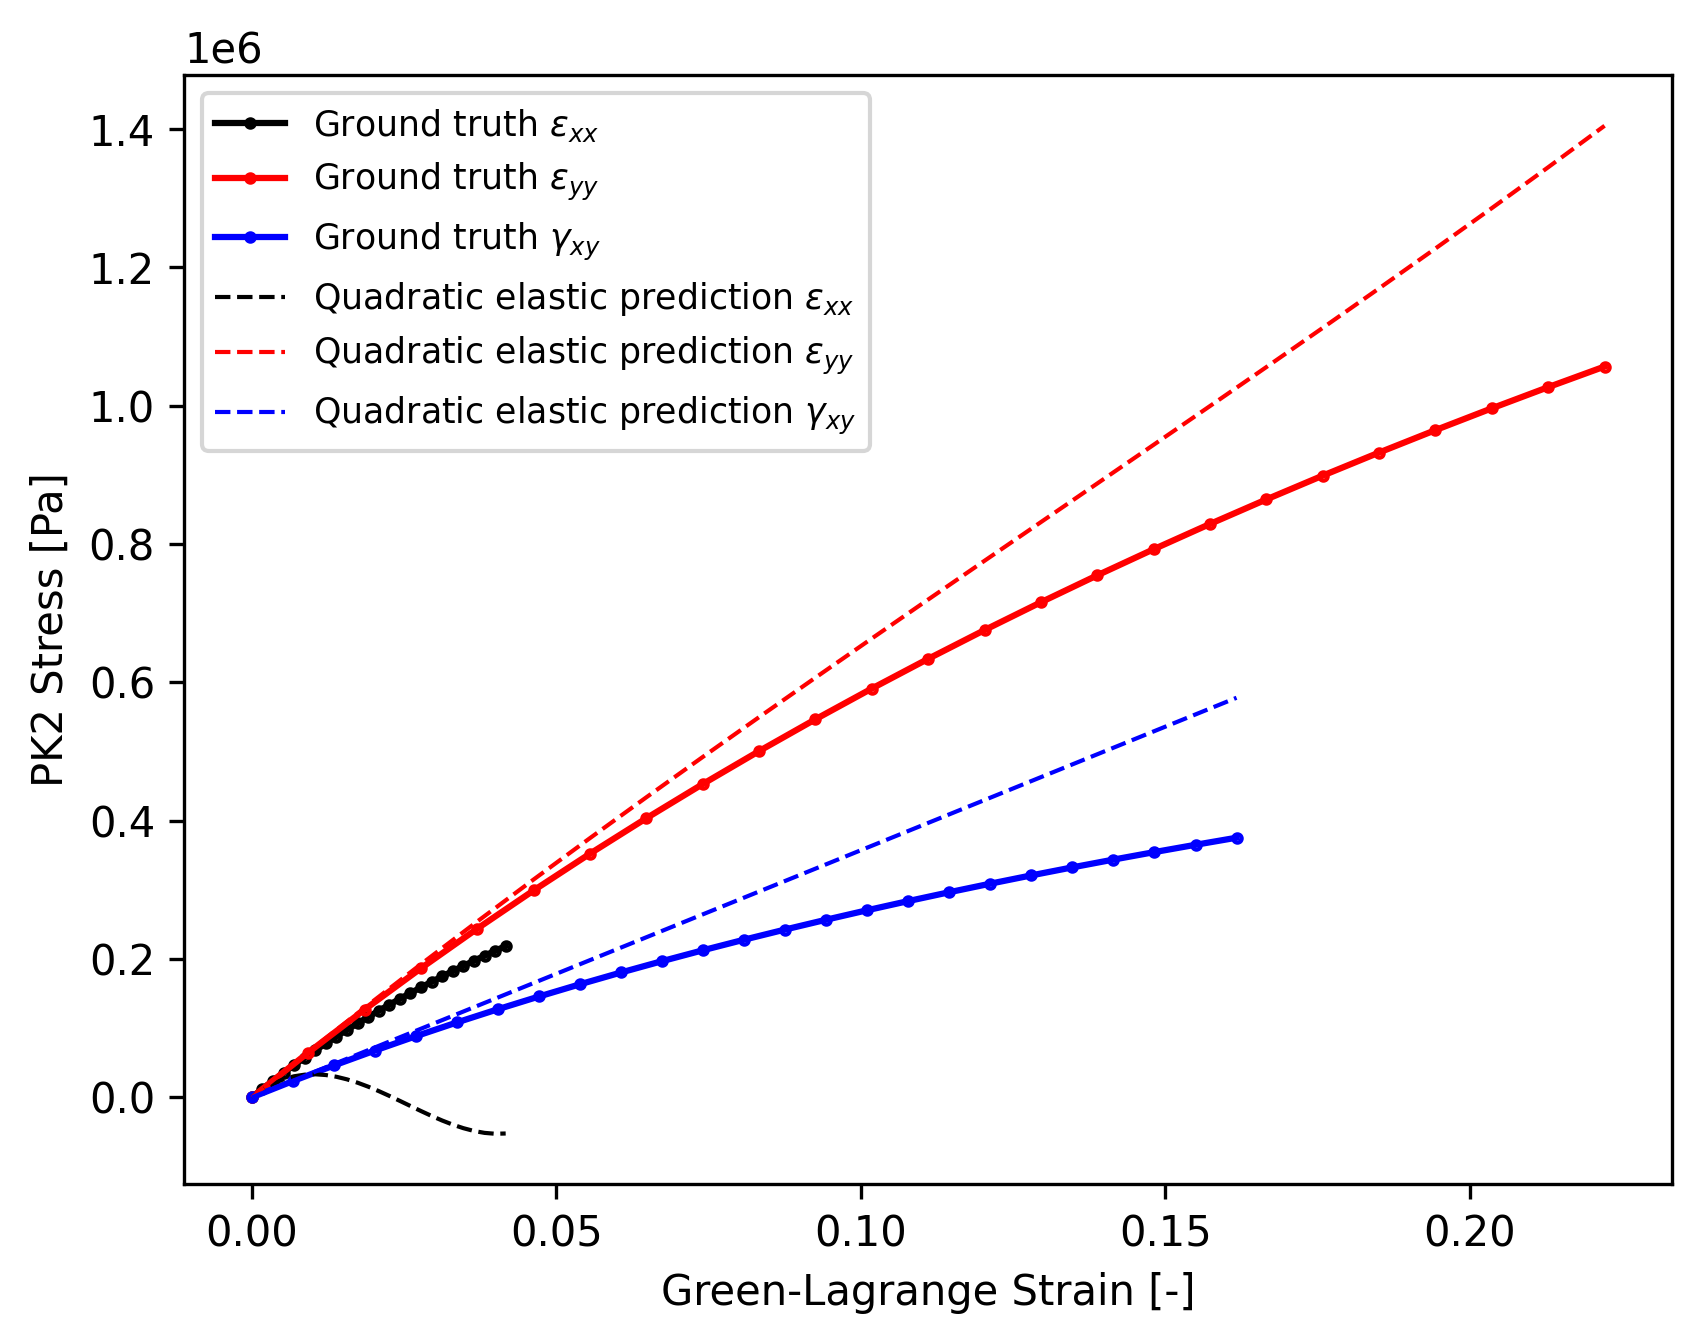 1e6
1.4
1.2
1.0
0.8
0.6
0.4
0.2
0.0
PK2 Stress [Pa]
Ground truth εxx
Ground truth εyy
Ground truth γxy
Quadratic elastic prediction εxx
Quadratic elastic prediction εyy
Quadratic elastic prediction γxy
0.00 0.05 0.10 0.15 0.20
Green-Lagrange Strain [-]